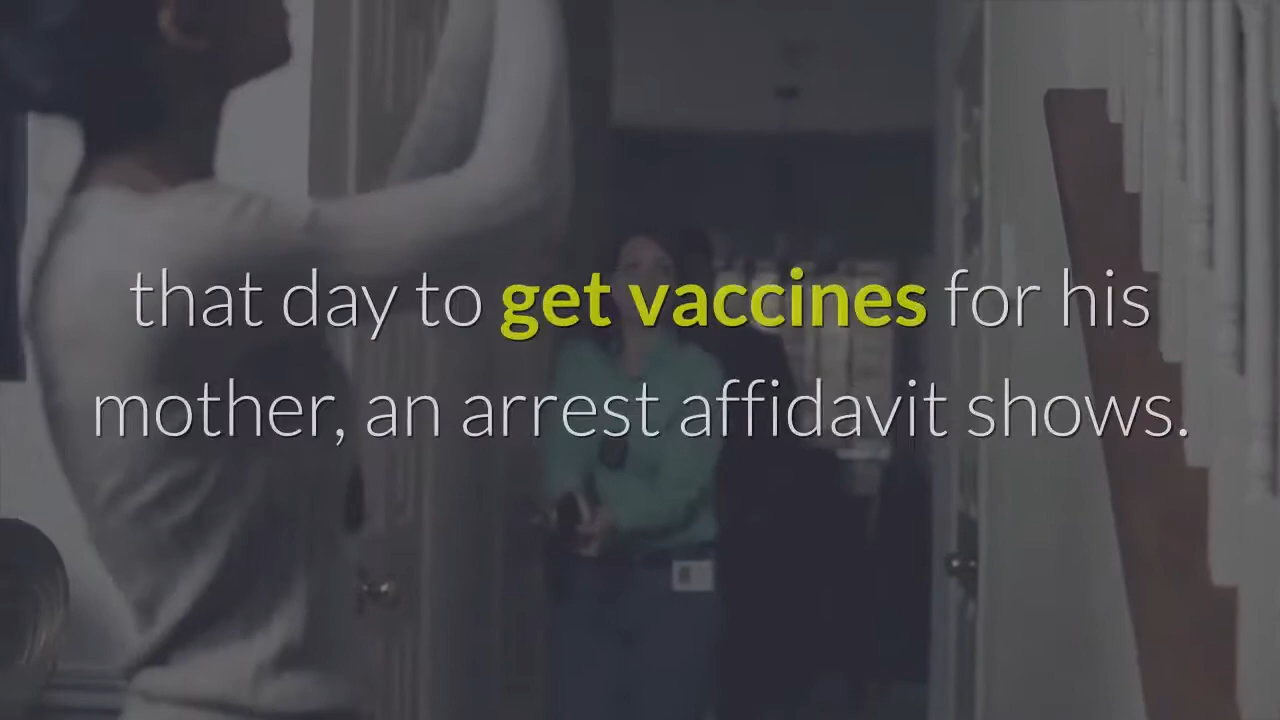 that day to get vaccines for his
mother, an arrest affidavit shows.